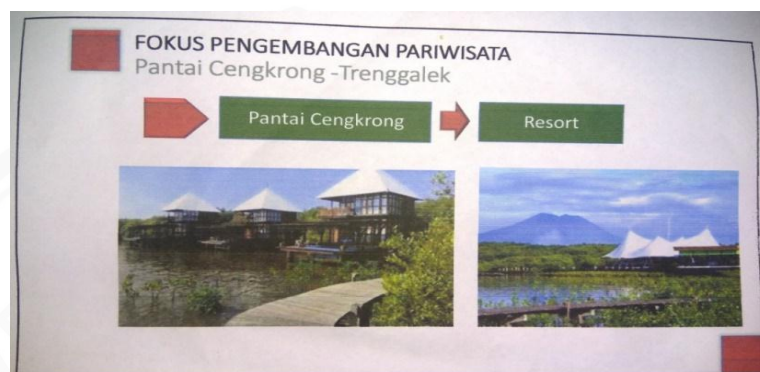 FOKUS PENGEMBANGAN PARIWISATA
Pantai Cengkrong -Trenggalek
Pantai Cengkrong
Resort